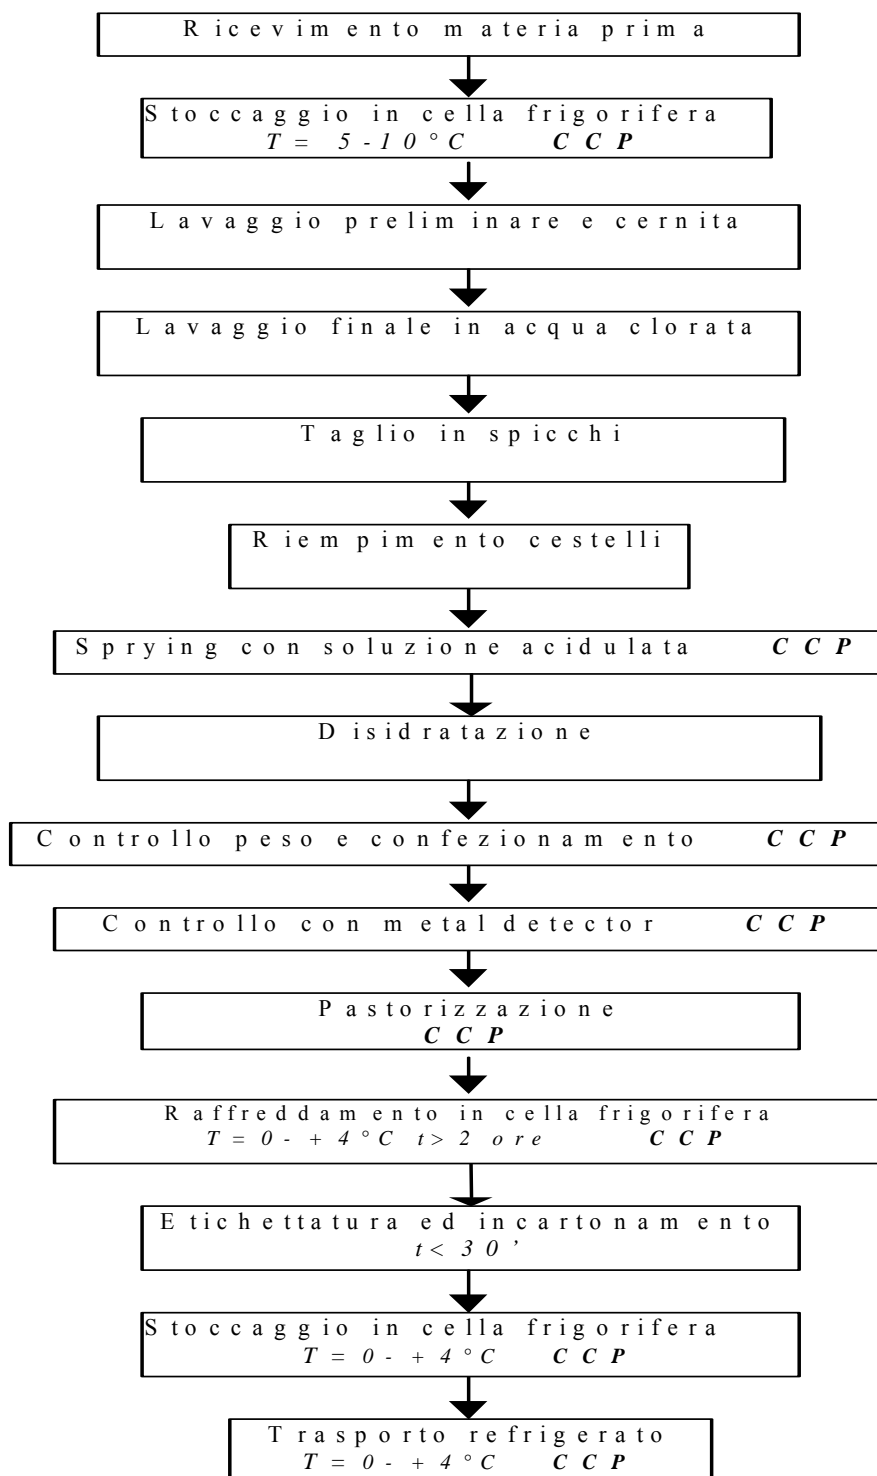 Ricevimento materia prima
Stoccaggio in cella frigorifera
T = 5-10°C CCP
Lavaggio preliminare e cernita
Lavaggio finale in acqua clorata
Taglio in spicchi
Riempimento cestelli
Sprying con soluzione acidulata CCP
Disidratazione
Controllo peso e confezionamento CCP
Controllo con metal detector CCP
Pastorizzazione
CCP
Raffreddamento in cella frigorifera
T = 0 - + 4°C t> 2 ore CCP
Etichettatura ed incartonamento
t< 30’
Stoccaggio in cella frigorifera
T = 0 - + 4°C CCP
Trasporto refrigerato
T = 0 - + 4°C CCP